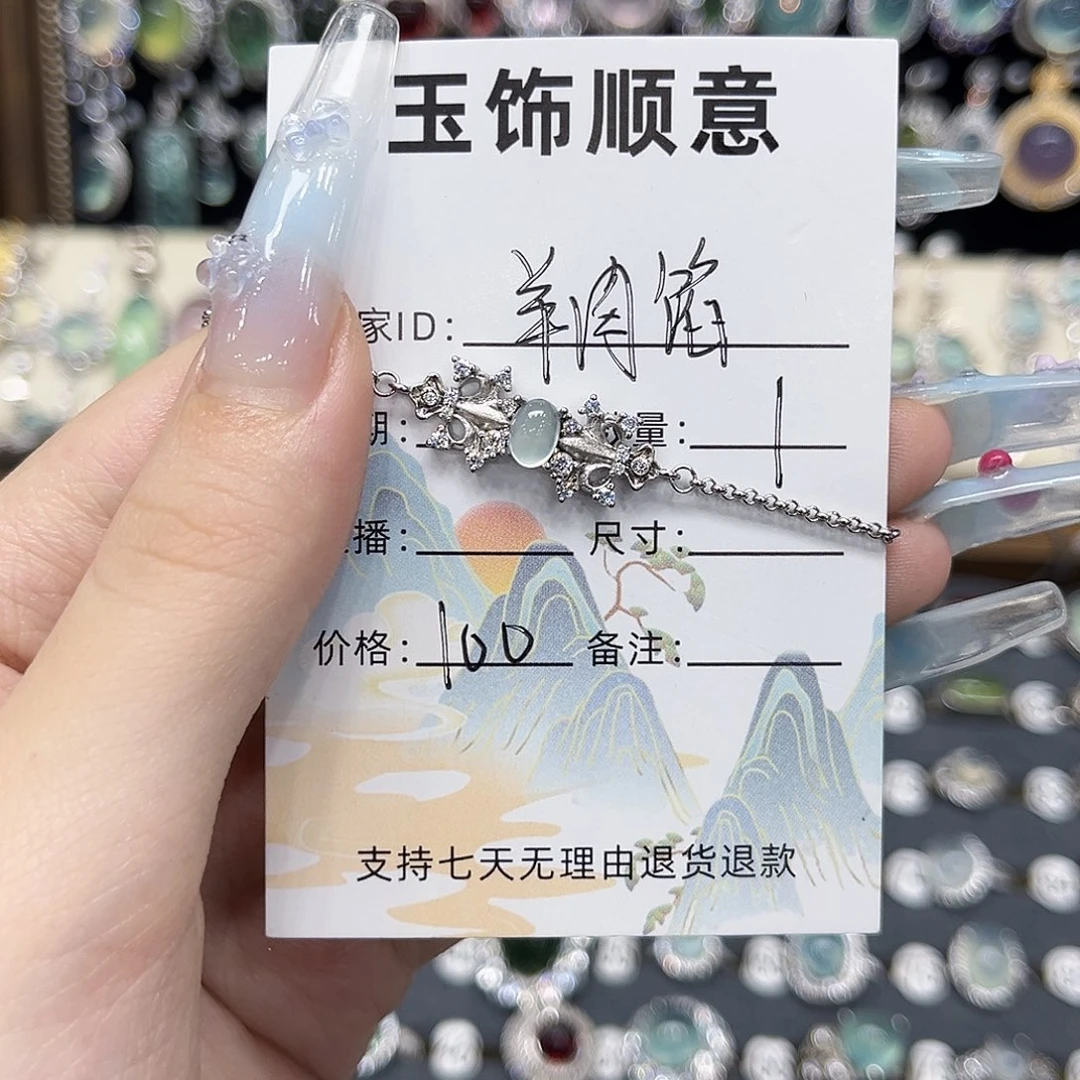 玉饰顺意
家ID: 羊肉馅
期: 量: 1
播: 尺寸:
价格: 100 备注:
支持七天无理由退货退款